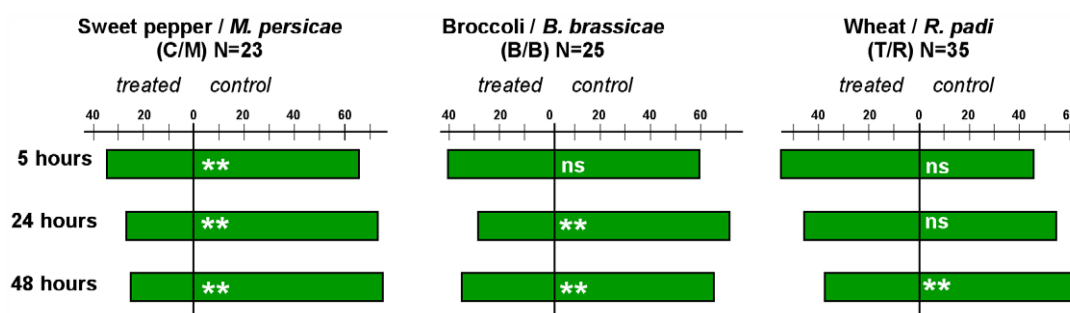 Sweet pepper / M. persicae
(C/M) N=23
treated control
40 20 0 20 40 60
Broccoli / B. brassicae
(B/B) N=25
treated control
40 20 0 20 40 60
Wheat / R. padi
(T/R) N=35
treated control
40 20 0 20 40 60
5 hours ** ns ns
24 hours ** ** ns
48 hours ** ** **